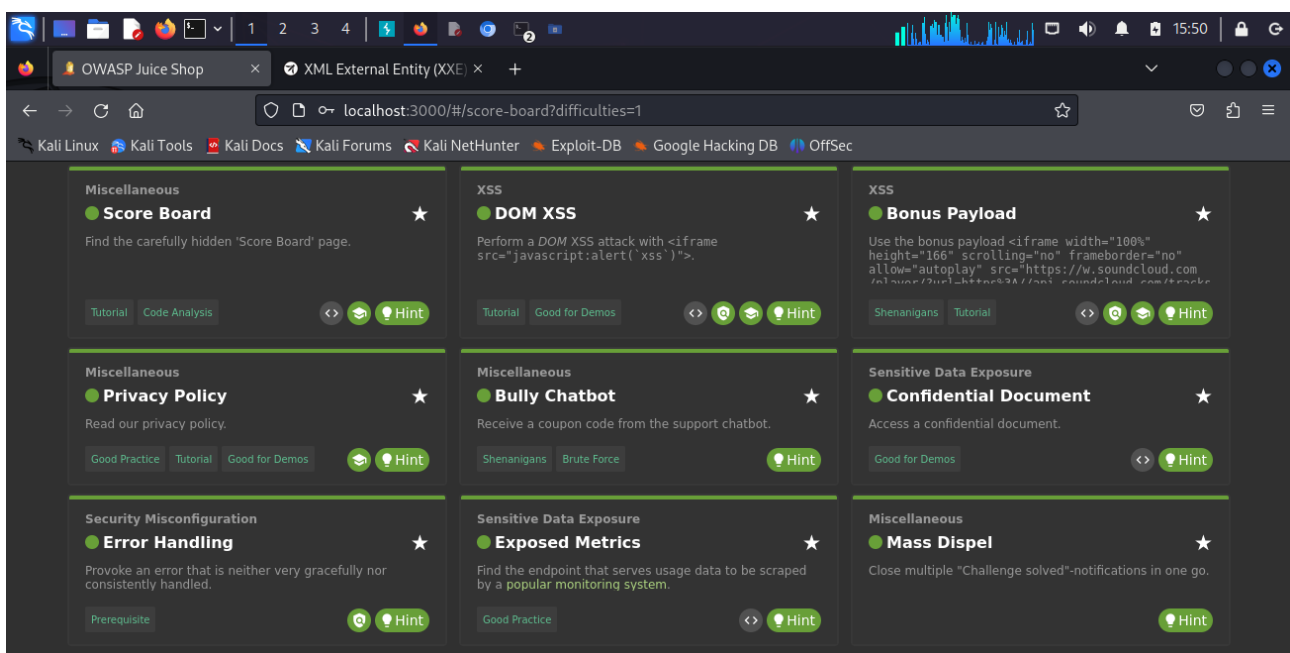 1 2 3 4 2 15:50
OWASP Juice Shop XML External Entity (XXE)
localhost:3000/#/score-board?difficulties=1
Kali Linux Kali Tools Kali Docs Kali Forums Kali NetHunter Exploit-DB Google Hacking DB OffSec
Miscellaneous
Score Board
Find the carefully hidden 'Score Board' page.
Tutorial Code Analysis <> Hint
XSS
DOM XSS
Perform a DOM XSS attack with <iframe
src="javascript:alert(`xss`)">.
Tutorial Good for Demos <> Hint
XSS
Bonus Payload
Use the bonus payload <iframe width="100%"
height="166" scrolling="no" frameborder="no"
allow="autoplay" src="https://w.soundcloud.com
/player/?url=https%3A//api.soundcloud.com/tracks
Shenanigans Tutorial <> Hint
Miscellaneous
Privacy Policy
Read our privacy policy.
Good Practice Tutorial Good for Demos Hint
Miscellaneous
Bully Chatbot
Receive a coupon code from the support chatbot.
Shenanigans Brute Force Hint
Sensitive Data Exposure
Confidential Document
Access a confidential document.
Good for Demos <> Hint
Security Misconfiguration
Error Handling
Provoke an error that is neither very gracefully nor
consistently handled.
Prerequisite Hint
Sensitive Data Exposure
Exposed Metrics
Find the endpoint that serves usage data to be scraped
by a popular monitoring system.
Good Practice <> Hint
Miscellaneous
Mass Dispel
Close multiple "Challenge solved"-notifications in one go.
Hint